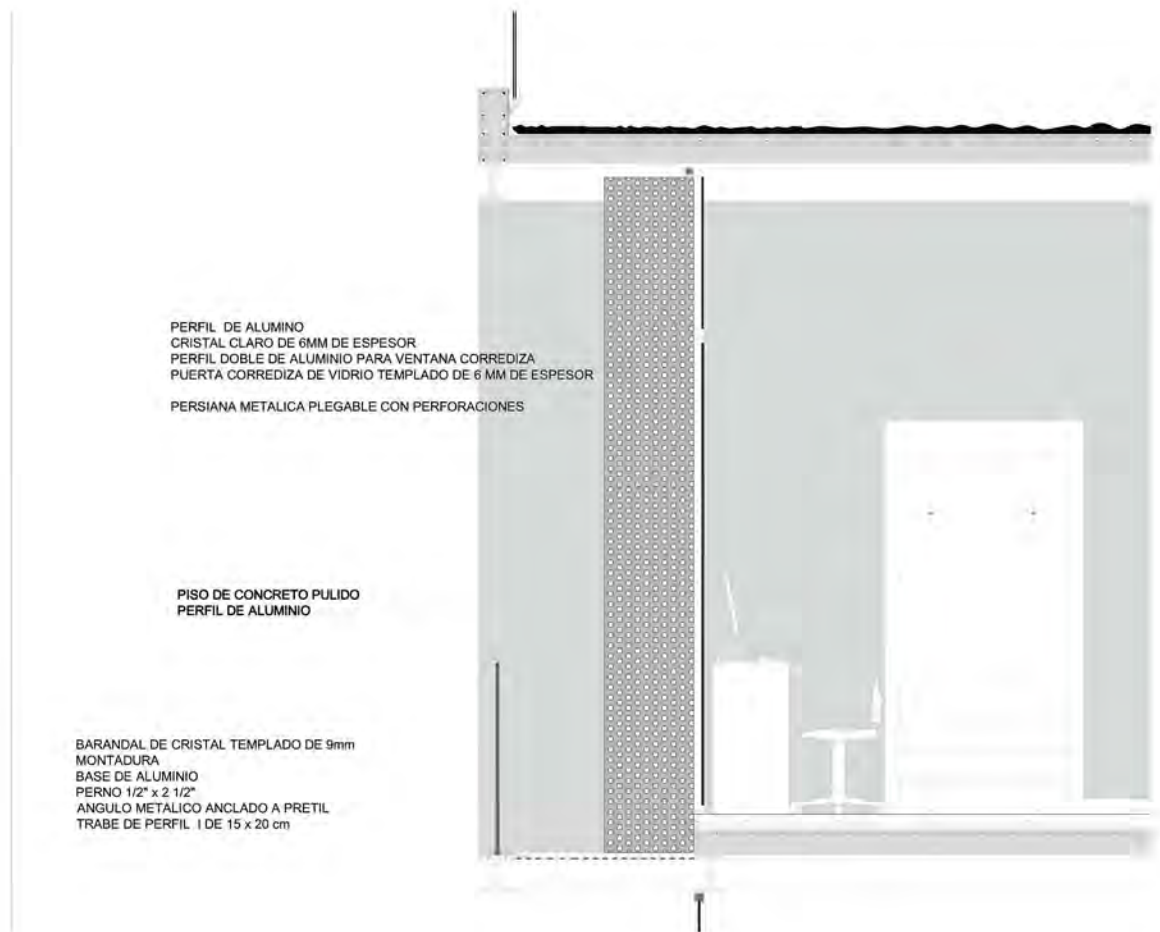 PERFIL DE ALUMINO
CRISTAL CLARO DE 6MM DE ESPESOR
PERFIL DOBLE DE ALUMINIO PARA VENTANA CORREDIZA
PUERTA CORREDIZA DE VIDRIO TEMPLADO DE 6 MM DE ESPESOR
PERSIANA METALICA PLEGABLE CON PERFORACIONES
PISO DE CONCRETO PULIDO
PERFIL DE ALUMINIO
BARANDAL DE CRISTAL TEMPLADO DE 9mm
MONTADURA
BASE DE ALUMINIO
PERNO 1/2" x 2 1/2"
ANGULO METALICO ANCLADO A PRETIL
TRABE DE PERFIL I DE 15 x 20 cm